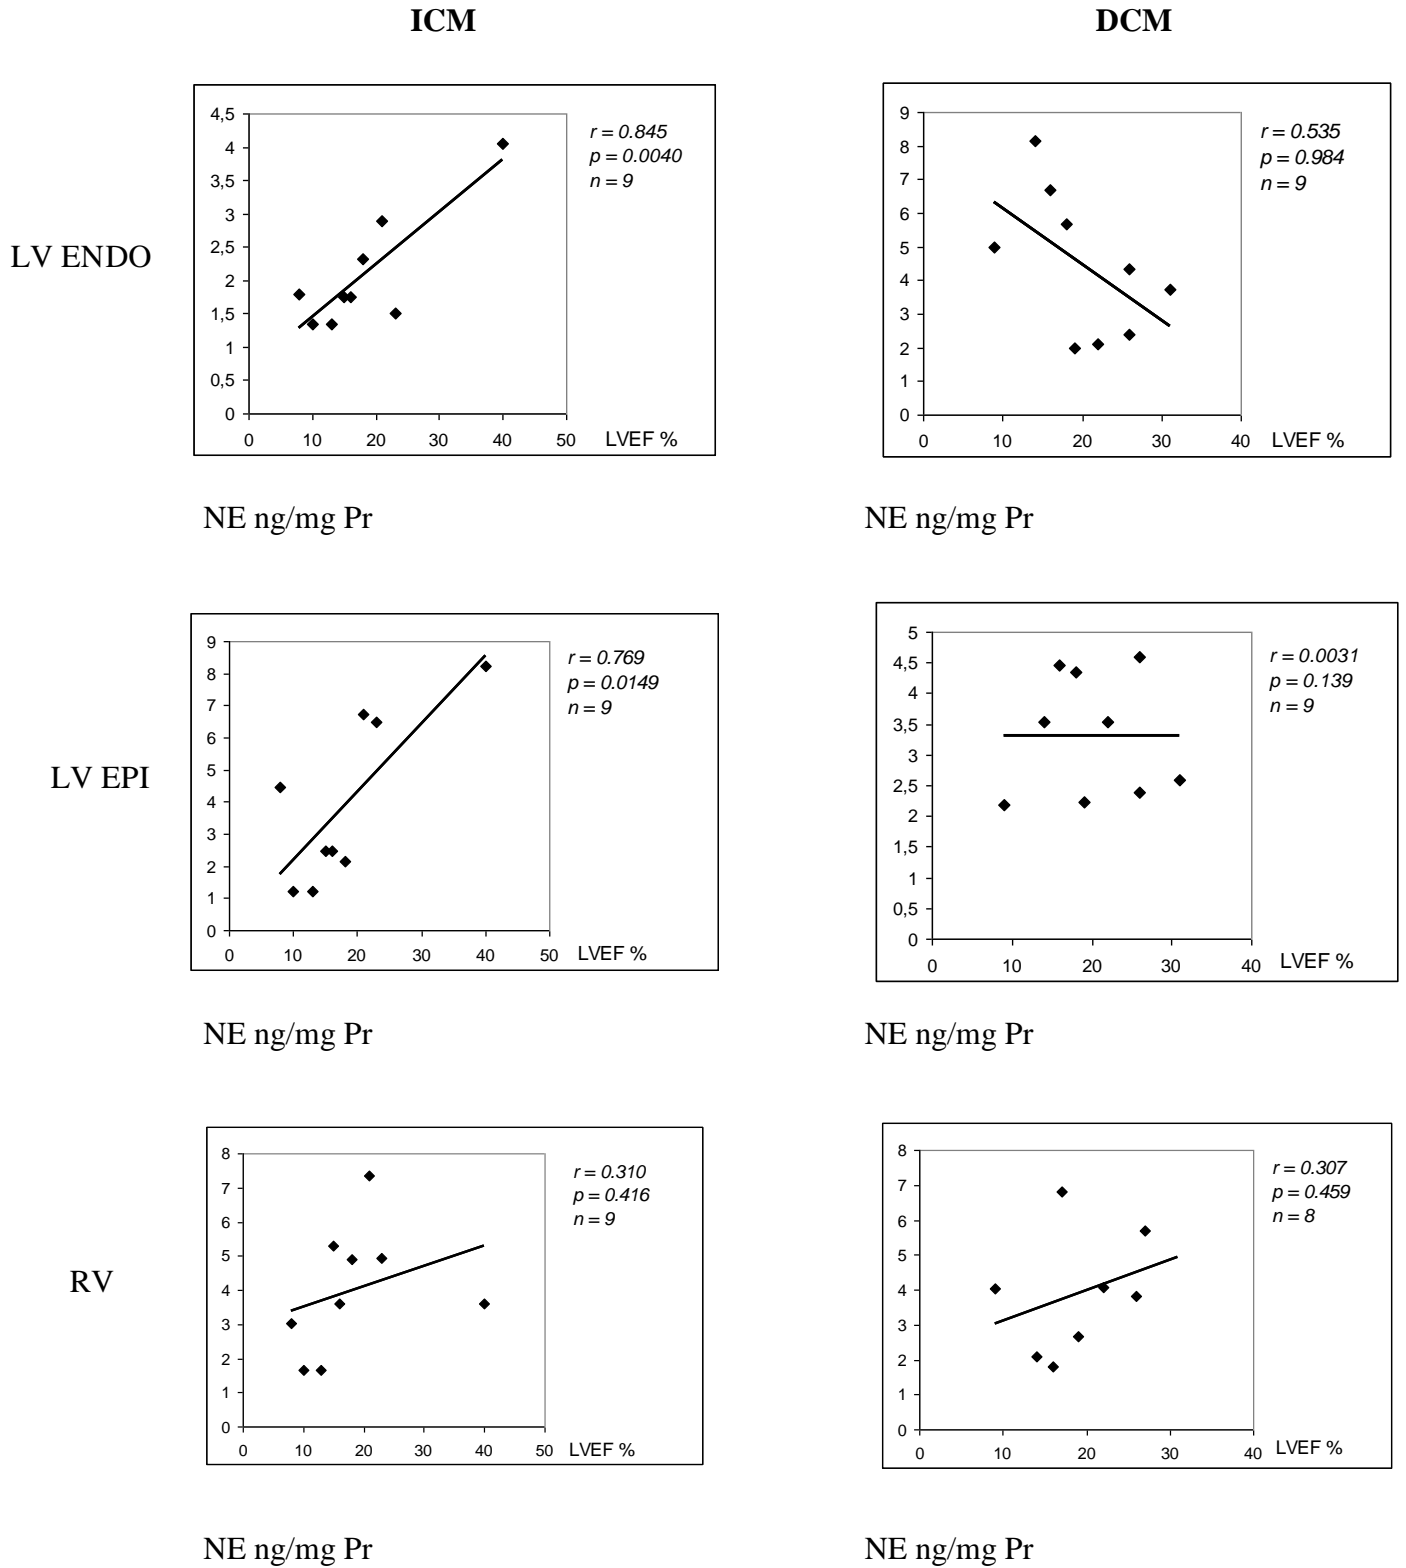 ICM
DCM
LV ENDO
4,5
4
3,5
3
2,5
2
1,5
1
0,5
0
0 10 20 30 40 50 LVEF %
r = 0.845
p = 0.0040
n = 9
NE ng/mg Pr
9
8
7
6
5
4
3
2
1
0
0 10 20 30 40 LVEF %
r = 0.535
p = 0.984
n = 9
NE ng/mg Pr
LV EPI
9
8
7
6
5
4
3
2
1
0
0 10 20 30 40 50 LVEF %
r = 0.769
p = 0.0149
n = 9
NE ng/mg Pr
5
4,5
4
3,5
3
2,5
2
1,5
1
0,5
0
0 10 20 30 40 LVEF %
r = 0.0031
p = 0.139
n = 9
NE ng/mg Pr
RV
8
7
6
5
4
3
2
1
0
0 10 20 30 40 50 LVEF %
r = 0.310
p = 0.416
n = 9
NE ng/mg Pr
8
7
6
5
4
3
2
1
0
0 10 20 30 40 LVEF %
r = 0.307
p = 0.459
n = 8
NE ng/mg Pr